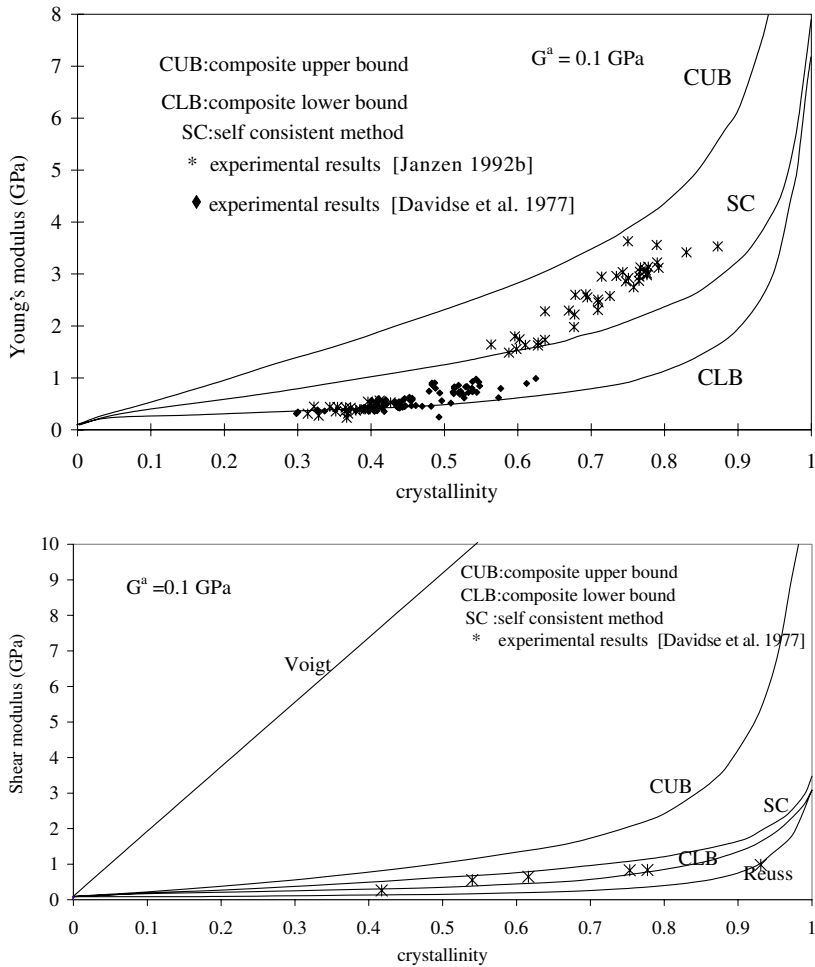 8
7
6
5
4
3
2
1
0
Young's modulus (GPa)
CUB:composite upper bound
CLB:composite lower bound
SC:self consistent method
* experimental results [Janzen 1992b]
♦ experimental results [Davidse et al. 1977]
Gᵃ = 0.1 GPa
CUB
SC
CLB
0 0.1 0.2 0.3 0.4 0.5 0.6 0.7 0.8 0.9 1
crystallinity
10
9
8
7
6
5
4
3
2
1
0
Shear modulus (GPa)
Gᵃ =0.1 GPa
CUB:composite upper bound
CLB:composite lower bound
SC :self consistent method
* experimental results [Davidse et al. 1977]
Voigt
CUB
SC
CLB
Reuss
0 0.1 0.2 0.3 0.4 0.5 0.6 0.7 0.8 0.9 1
crystallinity